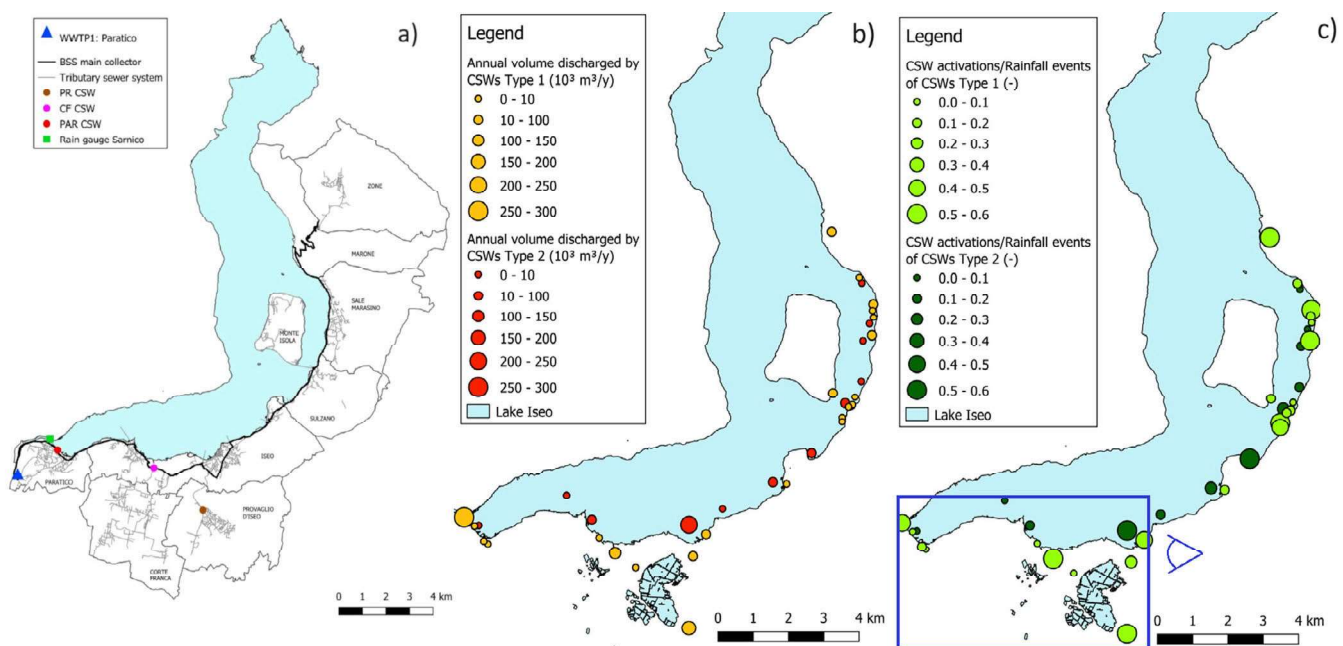 a)
WWTP1: Paratico
BSS main collector
Tributary sewer system
PR CSW
CF CSW
PAR CSW
Rain gauge Sarnico
ZONE
MARONE
SALE
MARASINO
MONTE
ISOLA
SULZANO
ISEO
PARATICO
PROVAGLIO
D'ISEO
CORTE
FRANCA
0 1 2 3 4 km
b)
Legend
Annual volume discharged by
CSWs Type 1 (10³ m³/y)
0 - 10
10 - 100
100 - 150
150 - 200
200 - 250
250 - 300
Annual volume discharged by
CSWs Type 2 (10³ m³/y)
0 - 10
10 - 100
100 - 150
150 - 200
200 - 250
250 - 300
Lake Iseo
0 1 2 3 4 km
c)
Legend
CSW activations/Rainfall events
of CSWs Type 1 (-)
0.0 - 0.1
0.1 - 0.2
0.2 - 0.3
0.3 - 0.4
0.4 - 0.5
0.5 - 0.6
CSW activations/Rainfall events
of CSWs Type 2 (-)
0.0 - 0.1
0.1 - 0.2
0.2 - 0.3
0.3 - 0.4
0.4 - 0.5
0.5 - 0.6
Lake Iseo
0 1 2 3 4 km